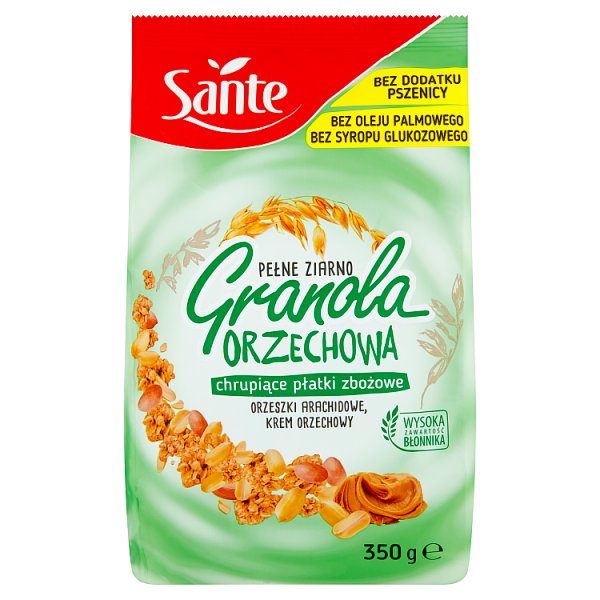 Sante
BEZ DODATKU
PSZENICY
BEZ OLEJU PALMOWEGO
BEZ SYROPU GLUKOZOWEGO
PEŁNE ZIARNO
Granola
ORZECHOWA
chrupiące płatki zbożowe
ORZESZKI ARACHIDOWE,
KREM ORZECHOWY
WYSOKA
ZAWARTOŚĆ
BŁONNIKA
350 g ℮